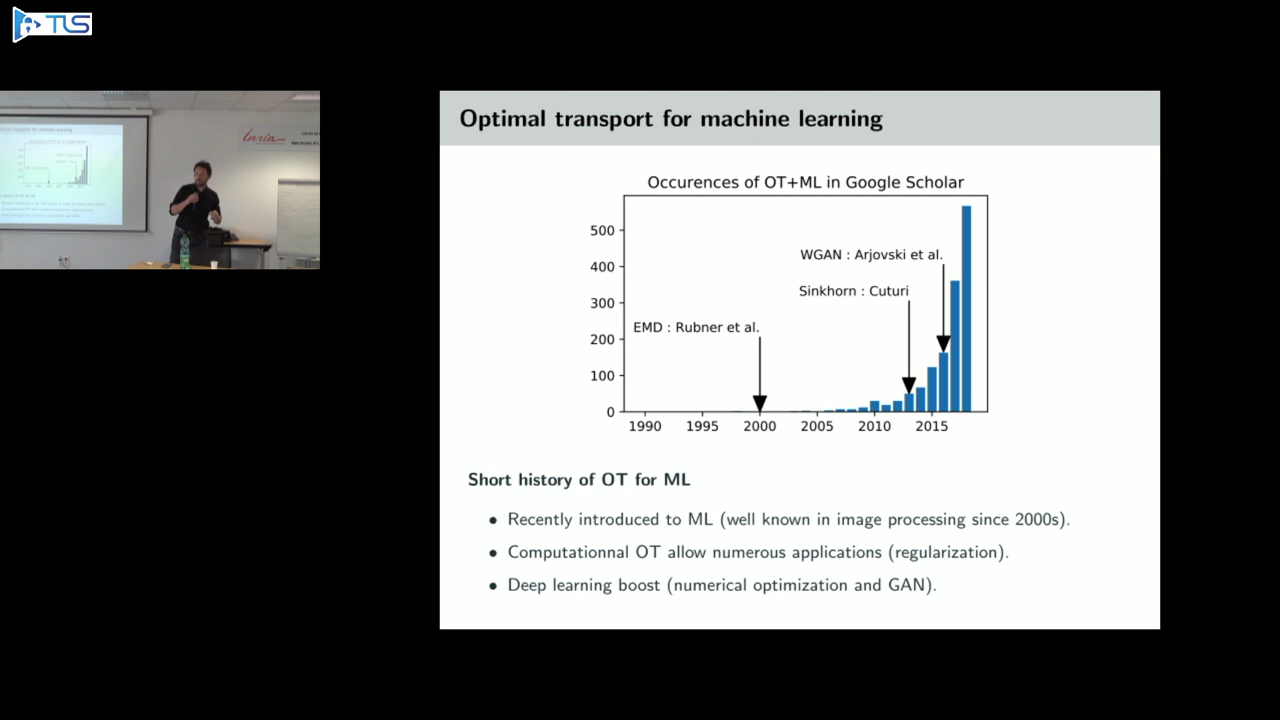 TLS
Inria
Optimal transport for machine learning
Occurences of OT+ML in Google Scholar
500
400
300
200
100
0
WGAN : Arjovski et al.
Sinkhorn : Cuturi
EMD : Rubner et al.
1990 1995 2000 2005 2010 2015
Short history of OT for ML
• Recently introduced to ML (well known in image processing since 2000s).
• Computationnal OT allow numerous applications (regularization).
• Deep learning boost (numerical optimization and GAN).